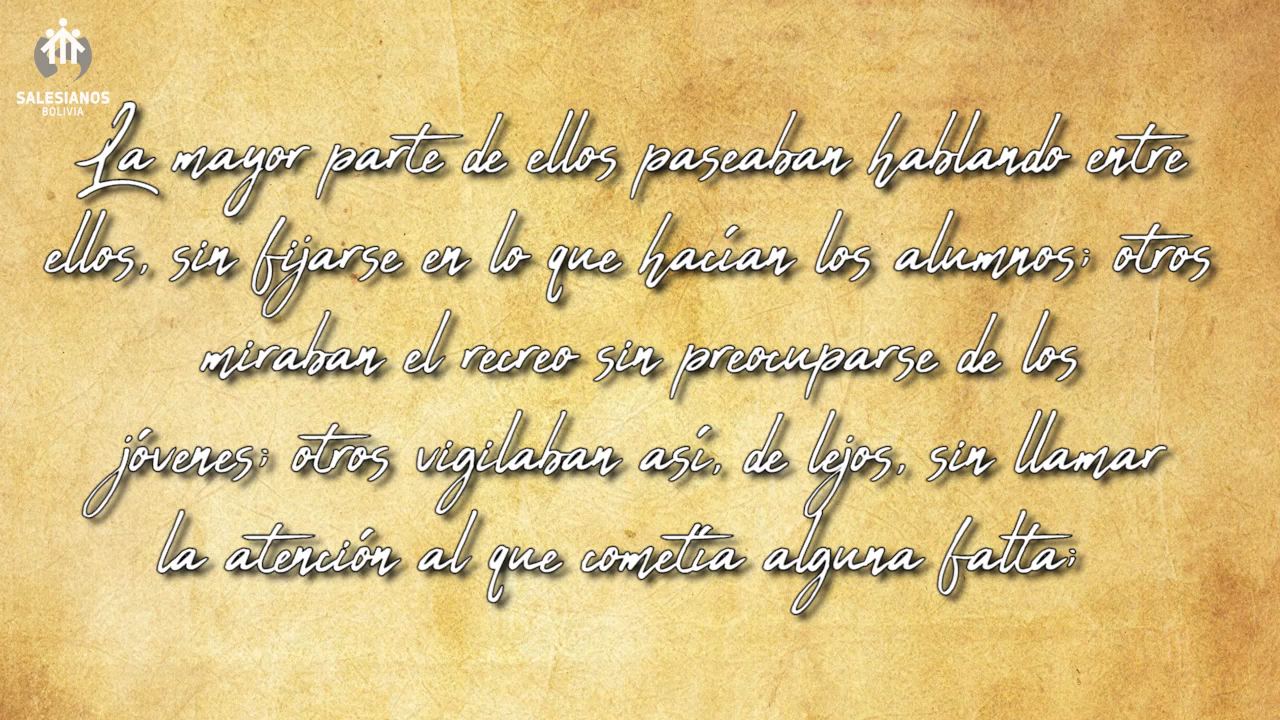 SALESIANOS
BOLIVIA
La mayor parte de ellos paseaban hablando entre
ellos, sin fijarse en lo que hacían los alumnos; otros
miraban el recreo sin preocuparse de los
jóvenes; otros vigilaban así, de lejos, sin llamar
la atención al que cometía alguna falta;